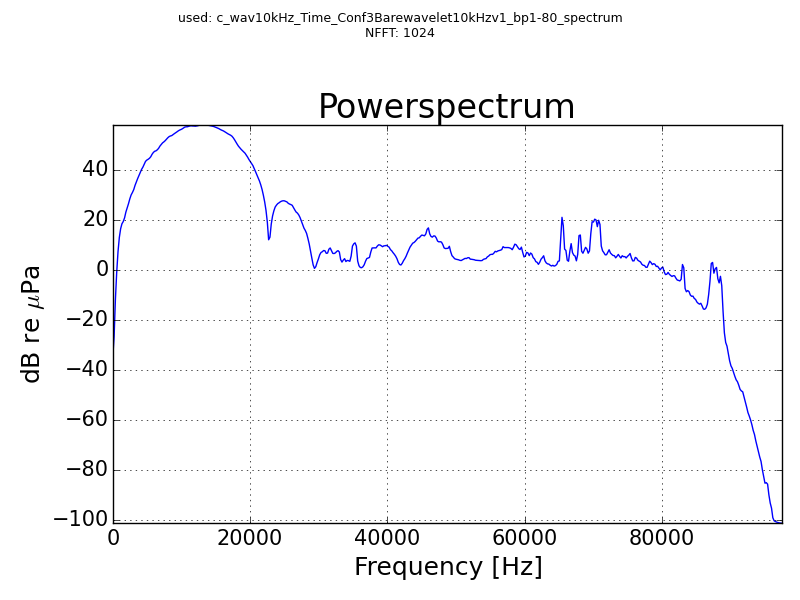 used: c_wav10kHz_Time_Conf3Barewavelet10kHzv1_bp1-80_spectrum
NFFT: 1024
Powerspectrum
dB re µPa
40
20
0
−20
−40
−60
−80
−100
0 20000 40000 60000 80000
Frequency [Hz]